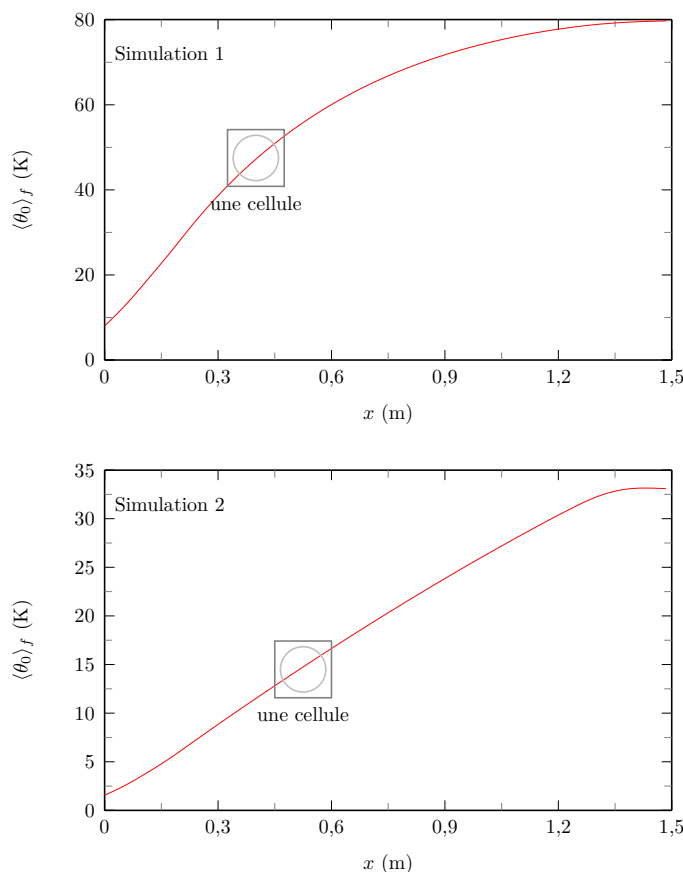 80
Simulation 1
60
⟨θ₀⟩f (K)
40
une cellule
20
0
0 0,3 0,6 0,9 1,2 1,5
x (m)
35
Simulation 2
30
25
20
⟨θ₀⟩f (K)
15
une cellule
10
5
0
0 0,3 0,6 0,9 1,2 1,5
x (m)